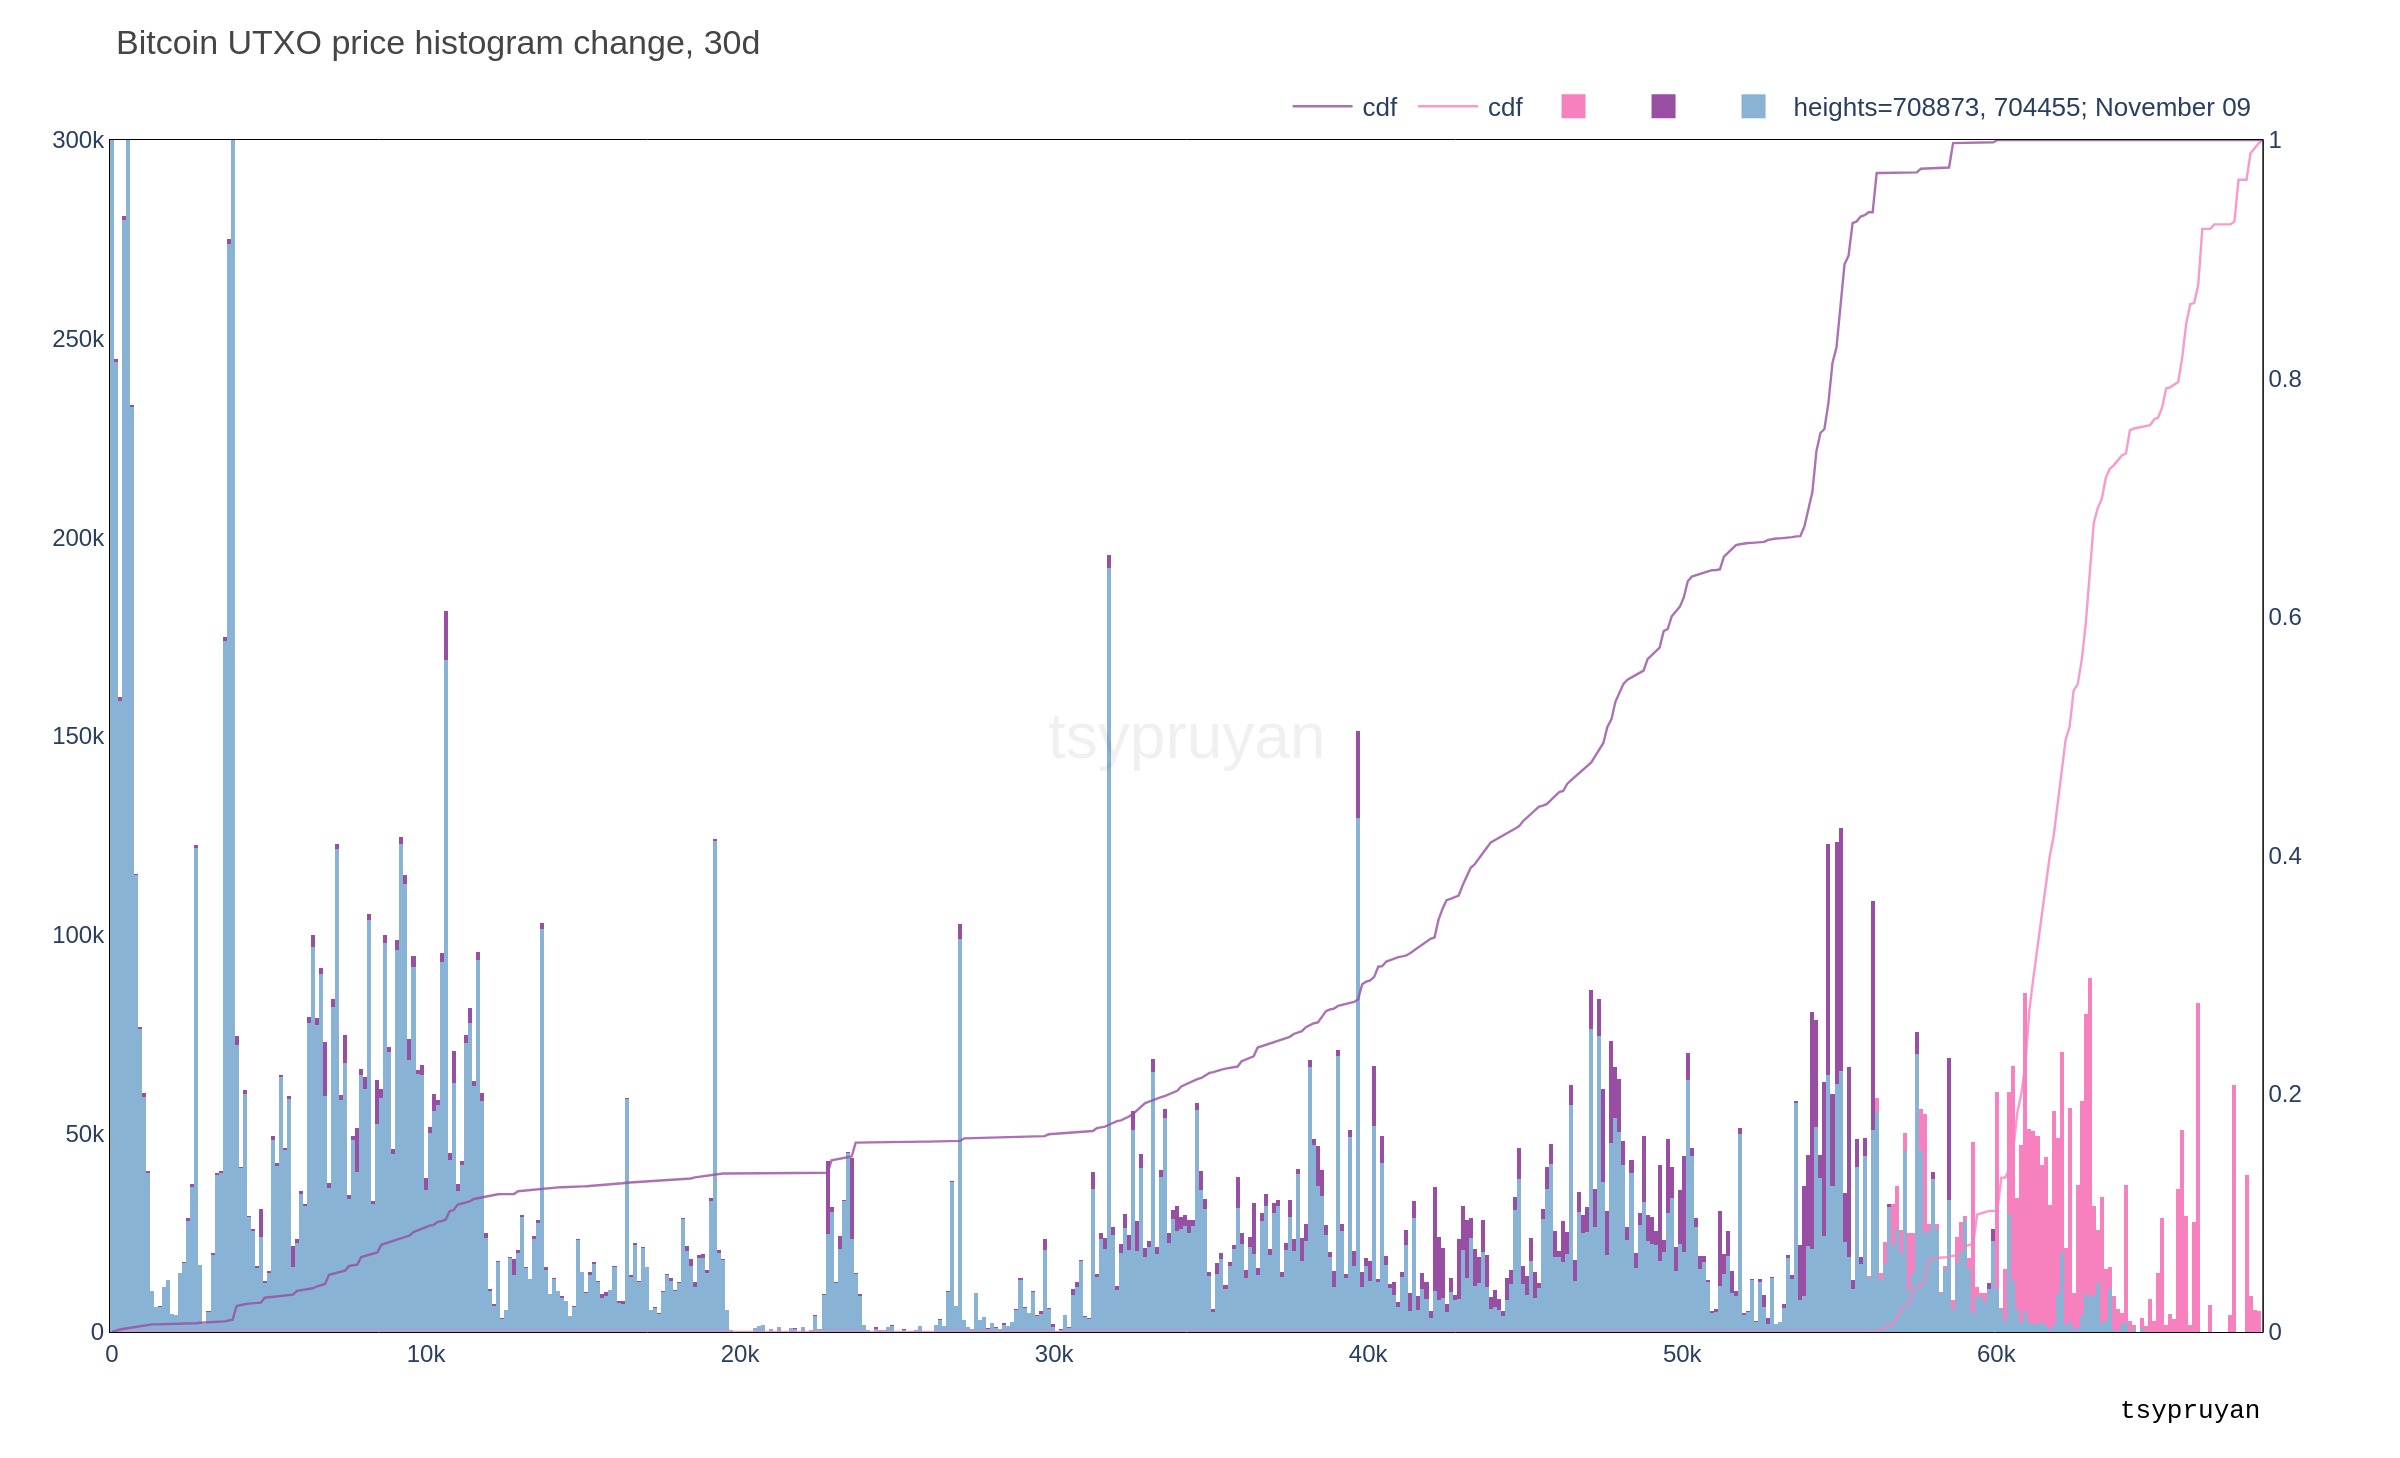 Bitcoin UTXO price histogram change, 30d
cdf cdf heights=708873, 704455; November 09
300k 1
250k
0.8
200k
0.6
150k
tsypruyan
0.4
100k
0.2
50k
0 0
0 10k 20k 30k 40k 50k 60k
tsypruyan